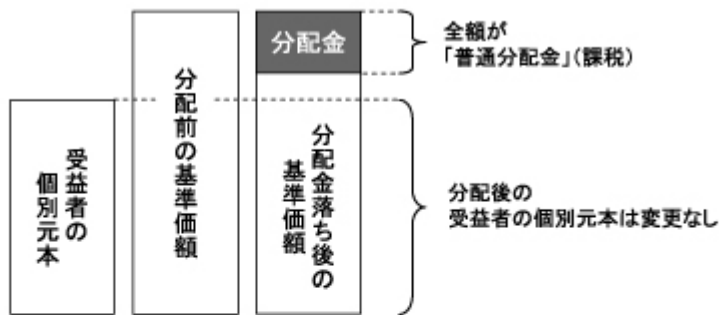 受益者の
個別元本
分配前の基準価額
分配金
分配金落ち後の
基準価額
全額が
「普通分配金」(課税)
分配後の
受益者の個別元本は変更なし